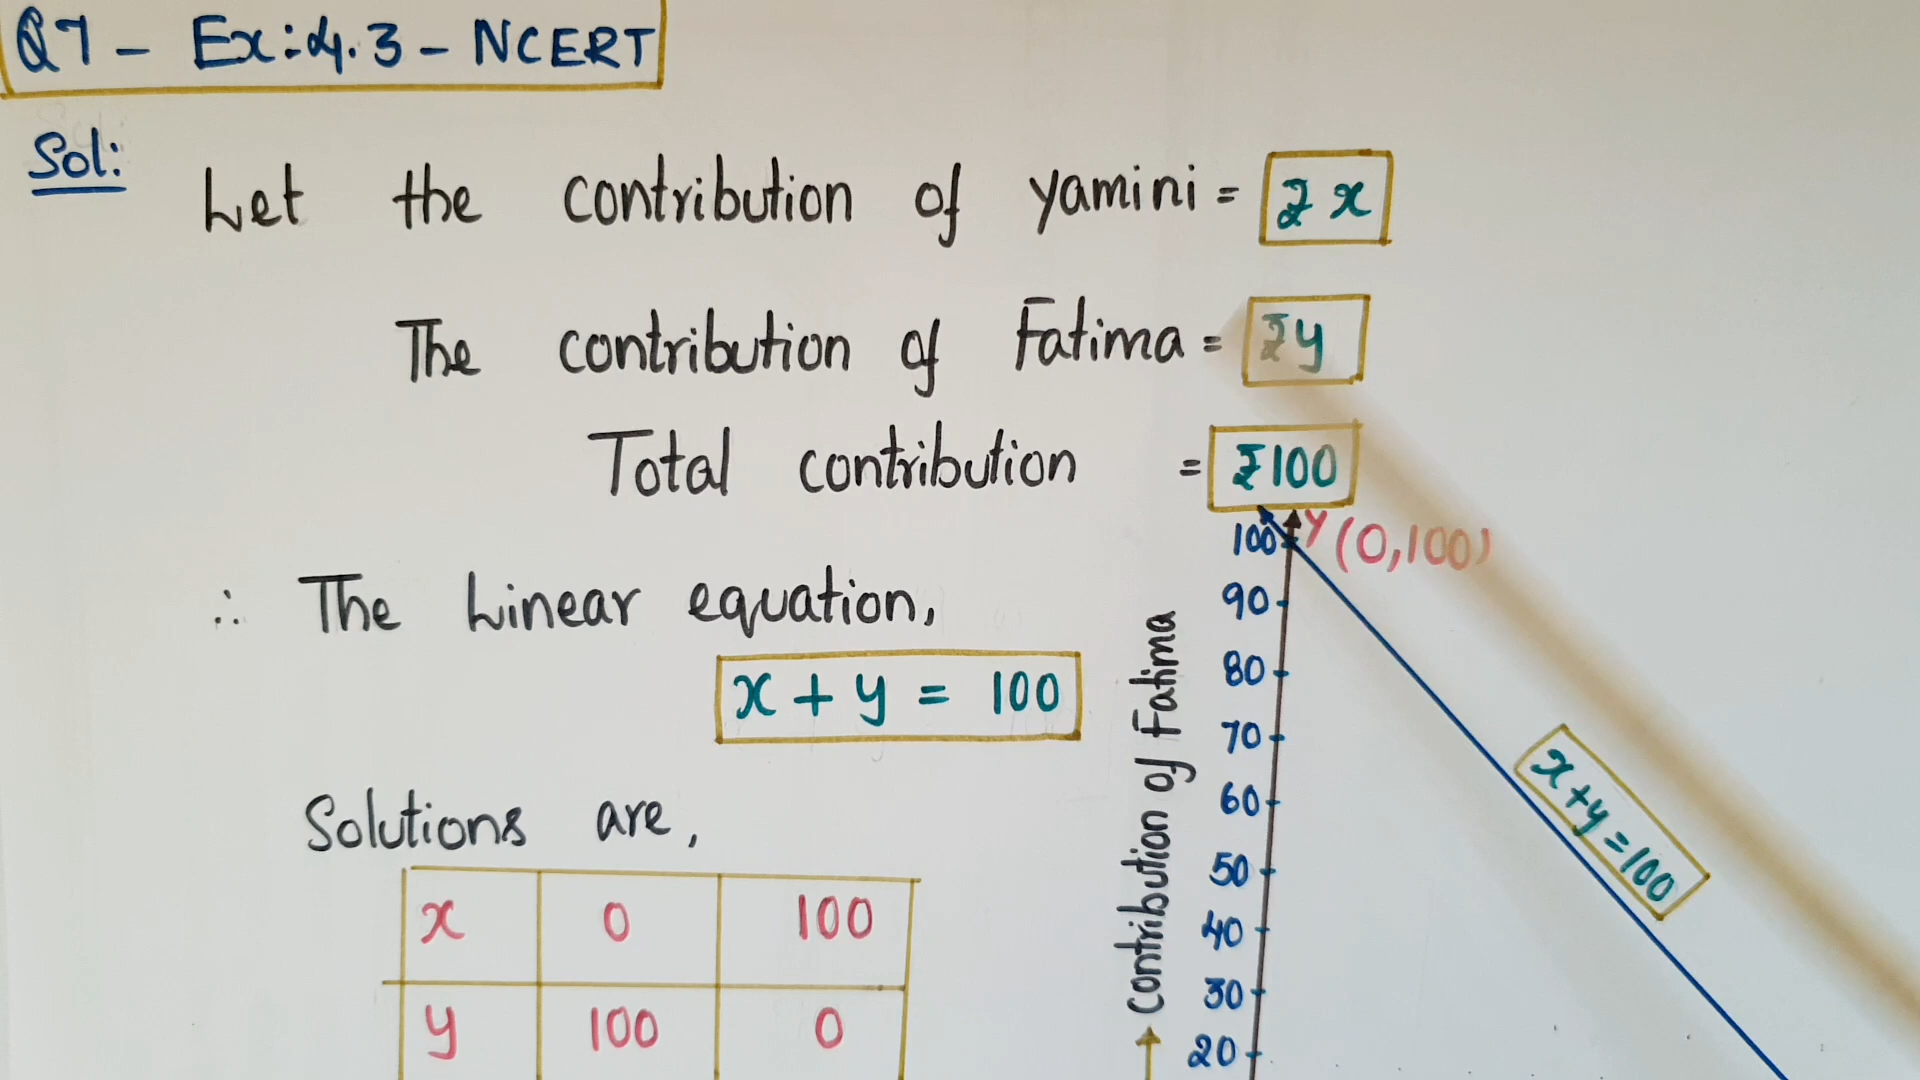 Q7 - Ex:4.3 - NCERT
Sol:
Let the contribution of yamini = ₹ x
The contribution of Fatima = ₹y
Total contribution = ₹100
∴ The Linear equation,
x + y = 100
Solutions are,
x 0 100
y 100 0
Y (0,100)
100
90
80
70
60
50
40
30
20
Contribution of Fatima
x+y=100